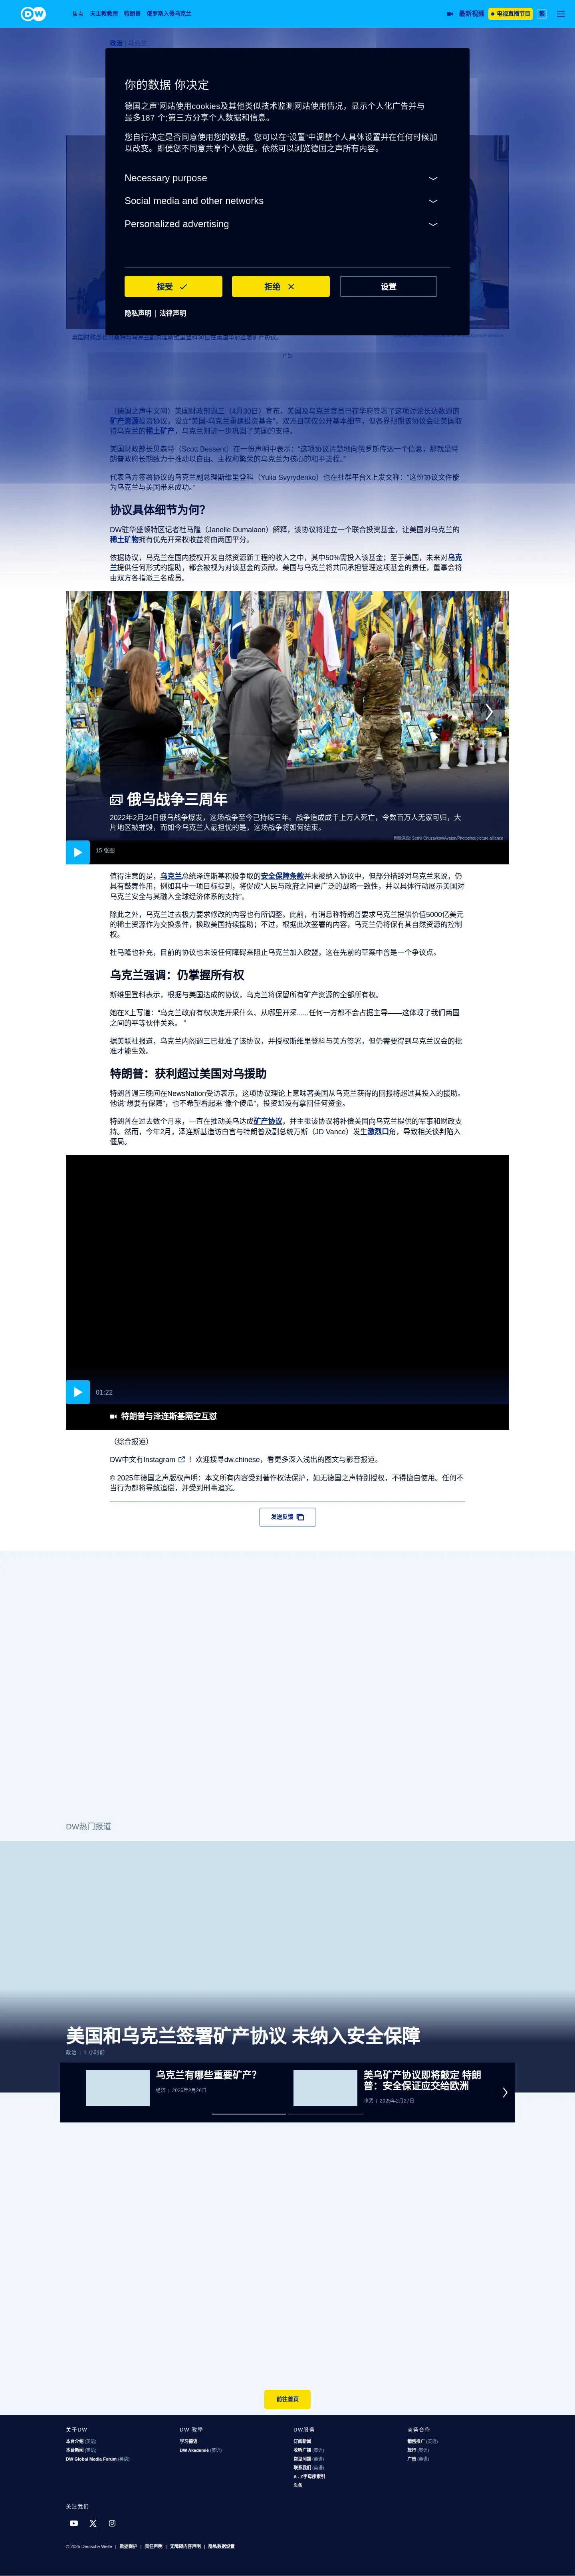 DW
焦点
天主教教宗
特朗普
俄罗斯入侵乌克兰
最新视频
电视直播节目
繁
政治 | 乌克兰
你的数据 你决定
德国之声'网站使用cookies及其他类似技术监测网站使用情况，显示个人化广告并与
最多187 个;第三方分享个人数据和信息。
您自行决定是否同意使用您的数据。您可以在“设置”中调整个人具体设置并在任何时候加
以改变。即便您不同意共享个人数据，依然可以浏览德国之声所有内容。
Necessary purpose
Social media and other networks
Personalized advertising
接受
拒绝
设置
隐私声明 | 法律声明
美国财政部长贝森特与乌克兰副总理斯维里登科30日在美国华府签署矿产协议。
广告
（德国之声中文网）美国财政部週三（4月30日）宣布，美国及乌克兰官员已在华府签署了这项讨论长达数週的
矿产资源投资协议，设立“美国-乌克兰重建投资基金”，双方目前仅公开基本细节，但各界预期该协议会让美国取
得乌克兰的稀土矿产，乌克兰则进一步巩固了美国的支持。
美国财政部长贝森特（Scott Bessent）在一份声明中表示：“这项协议清楚地向俄罗斯传达一个信息，那就是特
朗普政府长期致力于推动以自由、主权和繁荣的乌克兰为核心的和平进程。”
代表乌方签署协议的乌克兰副总理斯维里登科（Yulia Svyrydenko）也在社群平台X上发文称：“这份协议文件能
为乌克兰与美国带来成功。”
协议具体细节为何？
DW驻华盛顿特区记者杜马隆（Janelle Dumalaon）解释，该协议将建立一个联合投资基金，让美国对乌克兰的
稀土矿物拥有优先开采权收益将由两国平分。
依据协议，乌克兰在国内授权开发自然资源新工程的收入之中，其中50%需投入该基金；至于美国，未来对乌克
兰提供任何形式的援助，都会被视为对该基金的贡献。美国与乌克兰将共同承担管理这项基金的责任，董事会将
由双方各指派三名成员。
俄乌战争三周年
2022年2月24日俄乌战争爆发，这场战争至今已持续三年。战争造成成千上万人死亡，令数百万人无家可归，大
片地区被摧毁，而如今乌克兰人最担忧的是，这场战争将如何结束。
图像来源: Serhii Chuzavkov/Avalon/Photoshot/picture alliance
15 张图
值得注意的是，乌克兰总统泽连斯基积极争取的安全保障条款并未被纳入协议中，但部分措辞对乌克兰来说，仍
具有鼓舞作用，例如其中一项目标提到，将促成“人民与政府之间更广泛的战略一致性，并以具体行动展示美国对
乌克兰安全与其融入全球经济体系的支持”。
除此之外，乌克兰过去极力要求修改的内容也有所调整。此前，有消息称特朗普要求乌克兰提供价值5000亿美元
的稀土资源作为交换条件，换取美国持续援助；不过，根据此次签署的内容，乌克兰仍将保有其自然资源的控制
权。
杜马隆也补充，目前的协议也未设任何障碍来阻止乌克兰加入欧盟，这在先前的草案中曾是一个争议点。
乌克兰强调：仍掌握所有权
斯维里登科表示，根据与美国达成的协议，乌克兰将保留所有矿产资源的全部所有权。
她在X上写道：“乌克兰政府有权决定开采什么、从哪里开采......任何一方都不会占据主导——这体现了我们两国
之间的平等伙伴关系。 ”
据美联社报道，乌克兰内阁週三已批准了该协议，并授权斯维里登科与美方签署，但仍需要得到乌克兰议会的批
准才能生效。
特朗普：获利超过美国对乌援助
特朗普週三晚间在NewsNation受访表示，这项协议理论上意味著美国从乌克兰获得的回报将超过其投入的援助。
他说“想要有保障”，也不希望看起来“像个傻瓜”，投资却没有拿回任何资金。
特朗普在过去数个月来，一直在推动美乌达成矿产协议，并主张该协议将补偿美国向乌克兰提供的军事和财政支
持。然而，今年2月，泽连斯基造访白宫与特朗普及副总统万斯（JD Vance）发生激烈口角，导致相关谈判陷入
僵局。
01:22
特朗普与泽连斯基隔空互怼
（综合报道）
DW中文有Instagram ！欢迎搜寻dw.chinese，看更多深入浅出的图文与影音报道。
© 2025年德国之声版权声明：本文所有内容受到著作权法保护，如无德国之声特别授权，不得擅自使用。任何不
当行为都将导致追偿，并受到刑事追究。
发送反馈
DW热门报道
美国和乌克兰签署矿产协议 未纳入安全保障
政治 | 1 小时前
乌克兰有哪些重要矿产？
经济 | 2025年2月26日
美乌矿产协议即将敲定 特朗
普：安全保证应交给欧洲
冲突 | 2025年2月27日
前往首页
关于DW
本台介绍 (英语)
本台新闻 (英语)
DW Global Media Forum (英语)
DW 教學
学习德语
DW Akademie (英语)
DW服务
订阅新闻
收听广播 (英语)
常见问题 (英语)
联系我们 (英语)
A - Z字母序索引
头条
商务合作
销售推广 (英语)
旅行 (英语)
广告 (英语)
关注我们
© 2025 Deutsche Welle | 数据保护 | 责任声明 | 无障碍内容声明 | 隐私数据设置